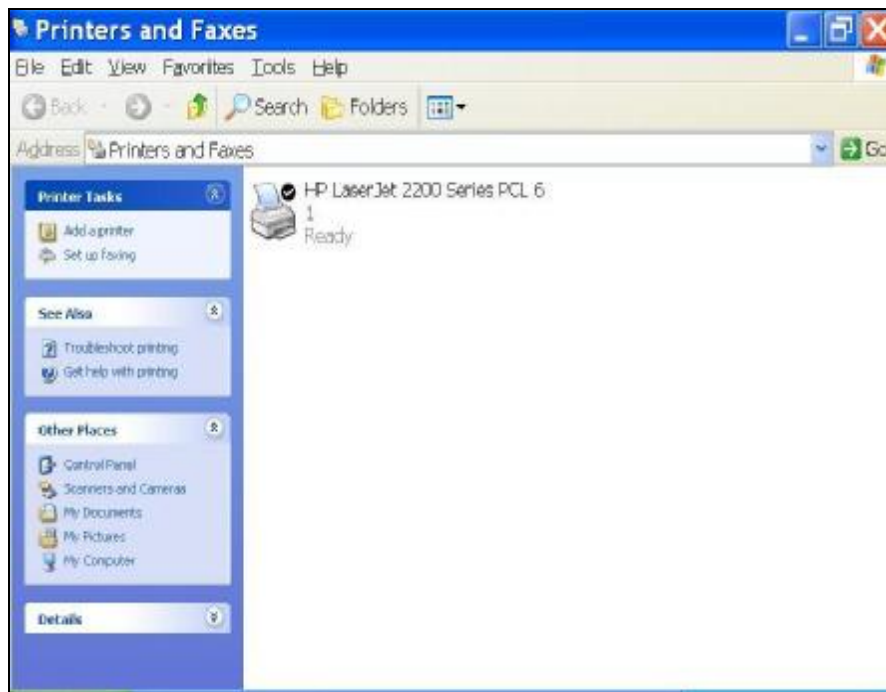 Printers and Faxes
File Edit View Favorites Tools Help
Back Search Folders
Address Printers and Faxes Go
Printer Tasks
Add a printer
Set up faxing
See Also
Troubleshoot printing
Get help with printing
Other Places
Control Panel
Scanners and Cameras
My Documents
My Pictures
My Computer
Details
HP LaserJet 2200 Series PCL 6
1
Ready